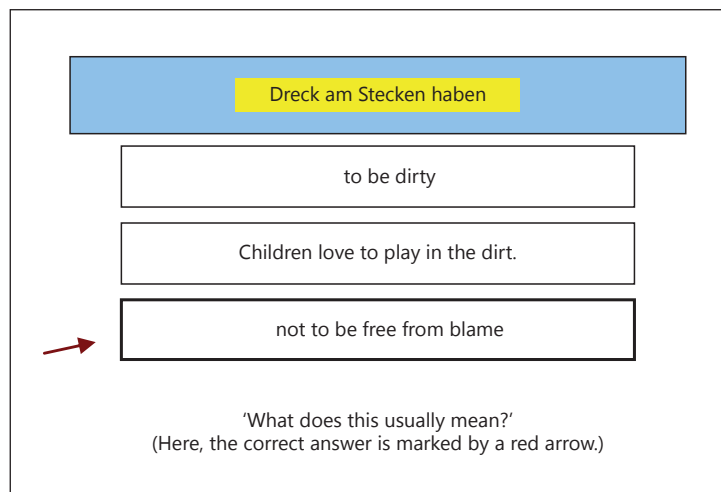 Dreck am Stecken haben
to be dirty
Children love to play in the dirt.
not to be free from blame
‘What does this usually mean?’
(Here, the correct answer is marked by a red arrow.)